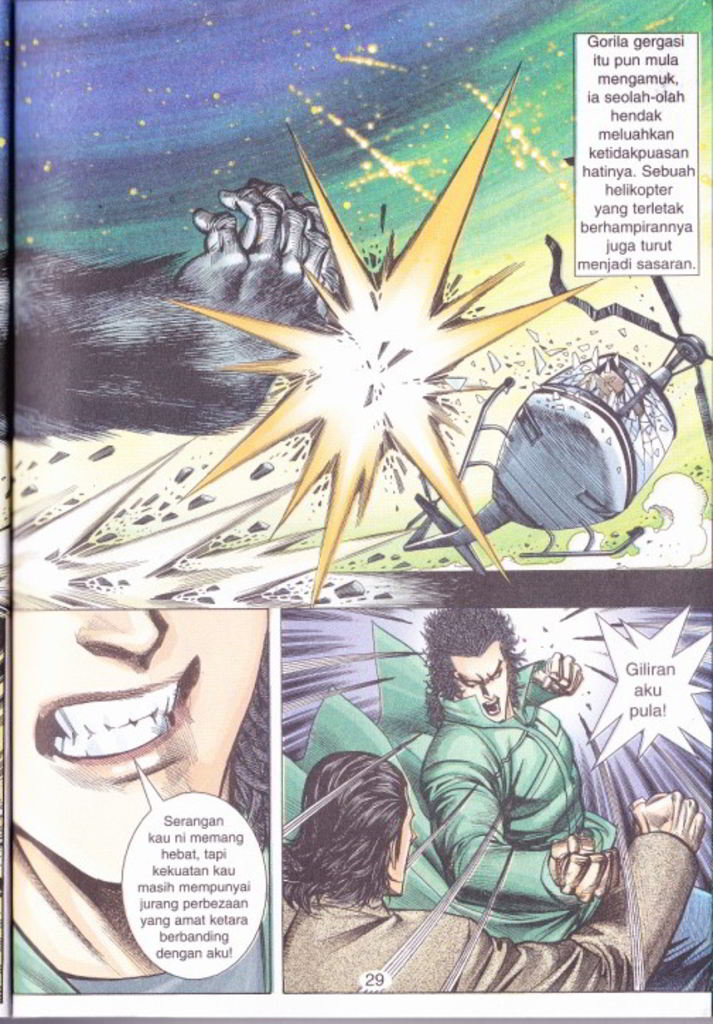 Gorila gergasi
itu pun mula
mengamuk,
ia seolah-olah
hendak
meluahkan
ketidakpuasan
hatinya. Sebuah
helikopter
yang terletak
berhampirannya
juga turut
menjadi sasaran.
Serangan
kau ni memang
hebat, tapi
kekuatan kau
masih mempunyai
jurang perbezaan
yang amat ketara
berbanding
dengan aku!
Giliran
aku
pula!
29